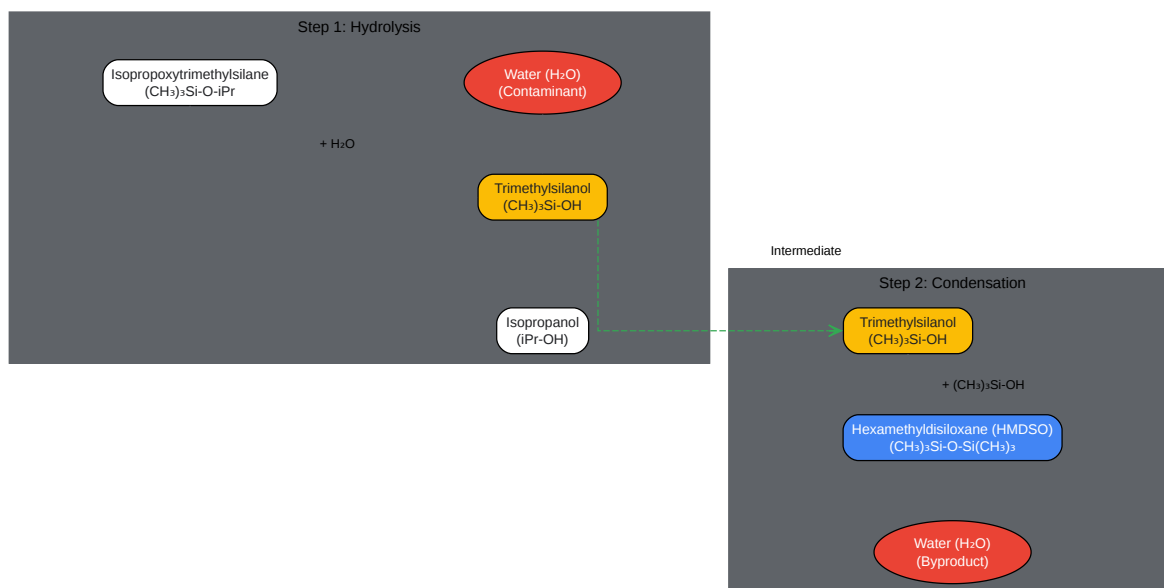 Step 1: Hydrolysis
Isopropoxytrimethylsilane
(CH₃)₃Si-O-iPr
Water (H₂O)
(Contaminant)
+ H₂O
Trimethylsilanol
(CH₃)₃Si-OH
Isopropanol
(iPr-OH)
Intermediate
Step 2: Condensation
Trimethylsilanol
(CH₃)₃Si-OH
+ (CH₃)₃Si-OH
Hexamethyldisiloxane (HMDSO)
(CH₃)₃Si-O-Si(CH₃)₃
Water (H₂O)
(Byproduct)